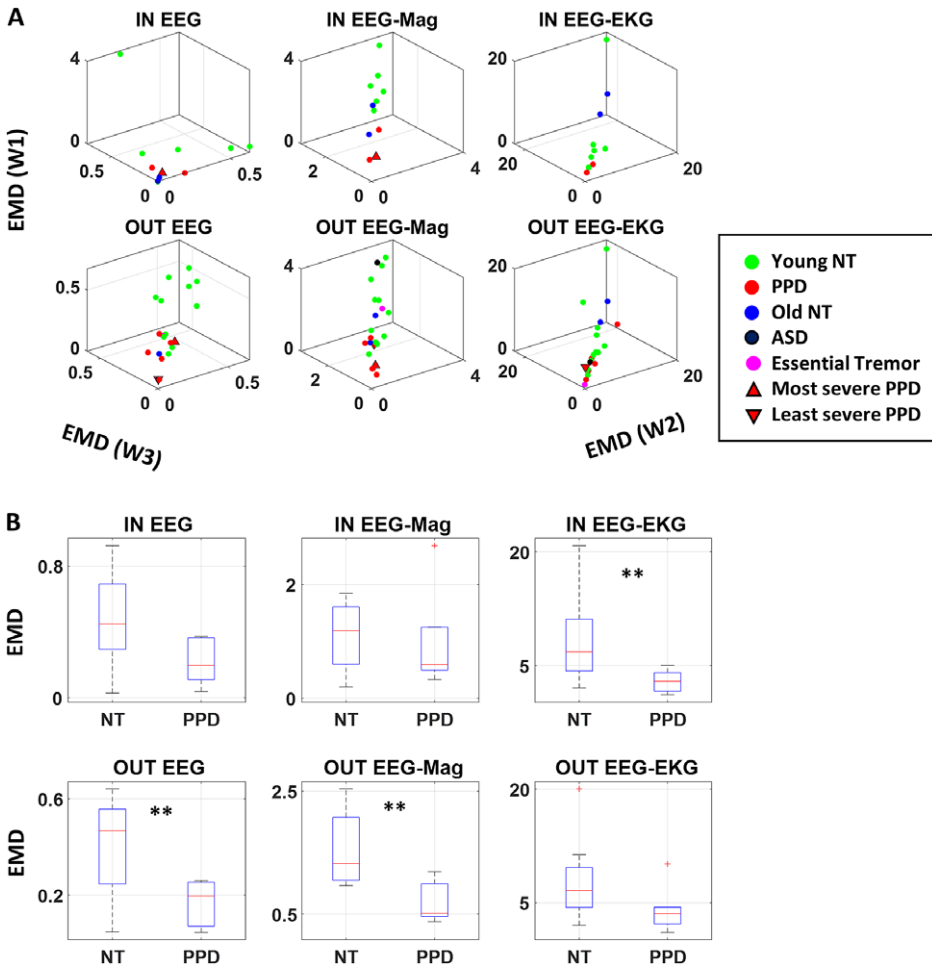 A
IN EEG
IN EEG-Mag
IN EEG-EKG
EMD (W1)
4
0
0.5
0 0
0.5
4
0
2
0 0
4
20
0
20
0 0
20
OUT EEG
OUT EEG-Mag
OUT EEG-EKG
0.5
0
0.5
0 0
0.5
4
0
2
0 0
4
20
0
20
0 0
20
EMD (W3)
EMD (W2)
Young NT
PPD
Old NT
ASD
Essential Tremor
Most severe PPD
Least severe PPD
B
IN EEG
IN EEG-Mag
IN EEG-EKG
EMD
0.8
0
NT PPD
2
0
NT PPD
20
5
**
NT PPD
OUT EEG
OUT EEG-Mag
OUT EEG-EKG
EMD
0.6
0.2
**
NT PPD
2.5
0.5
**
NT PPD
20
5
NT PPD